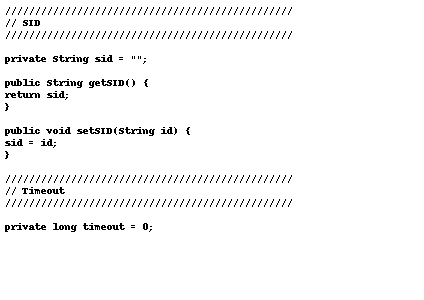 ////////////////////////////////////////////////
// SID
////////////////////////////////////////////////

private String sid = "";

public String getSID() {
return sid;
}

public void setSID(String id) {
sid = id;
}

////////////////////////////////////////////////
// Timeout
////////////////////////////////////////////////

private long timeout = 0;